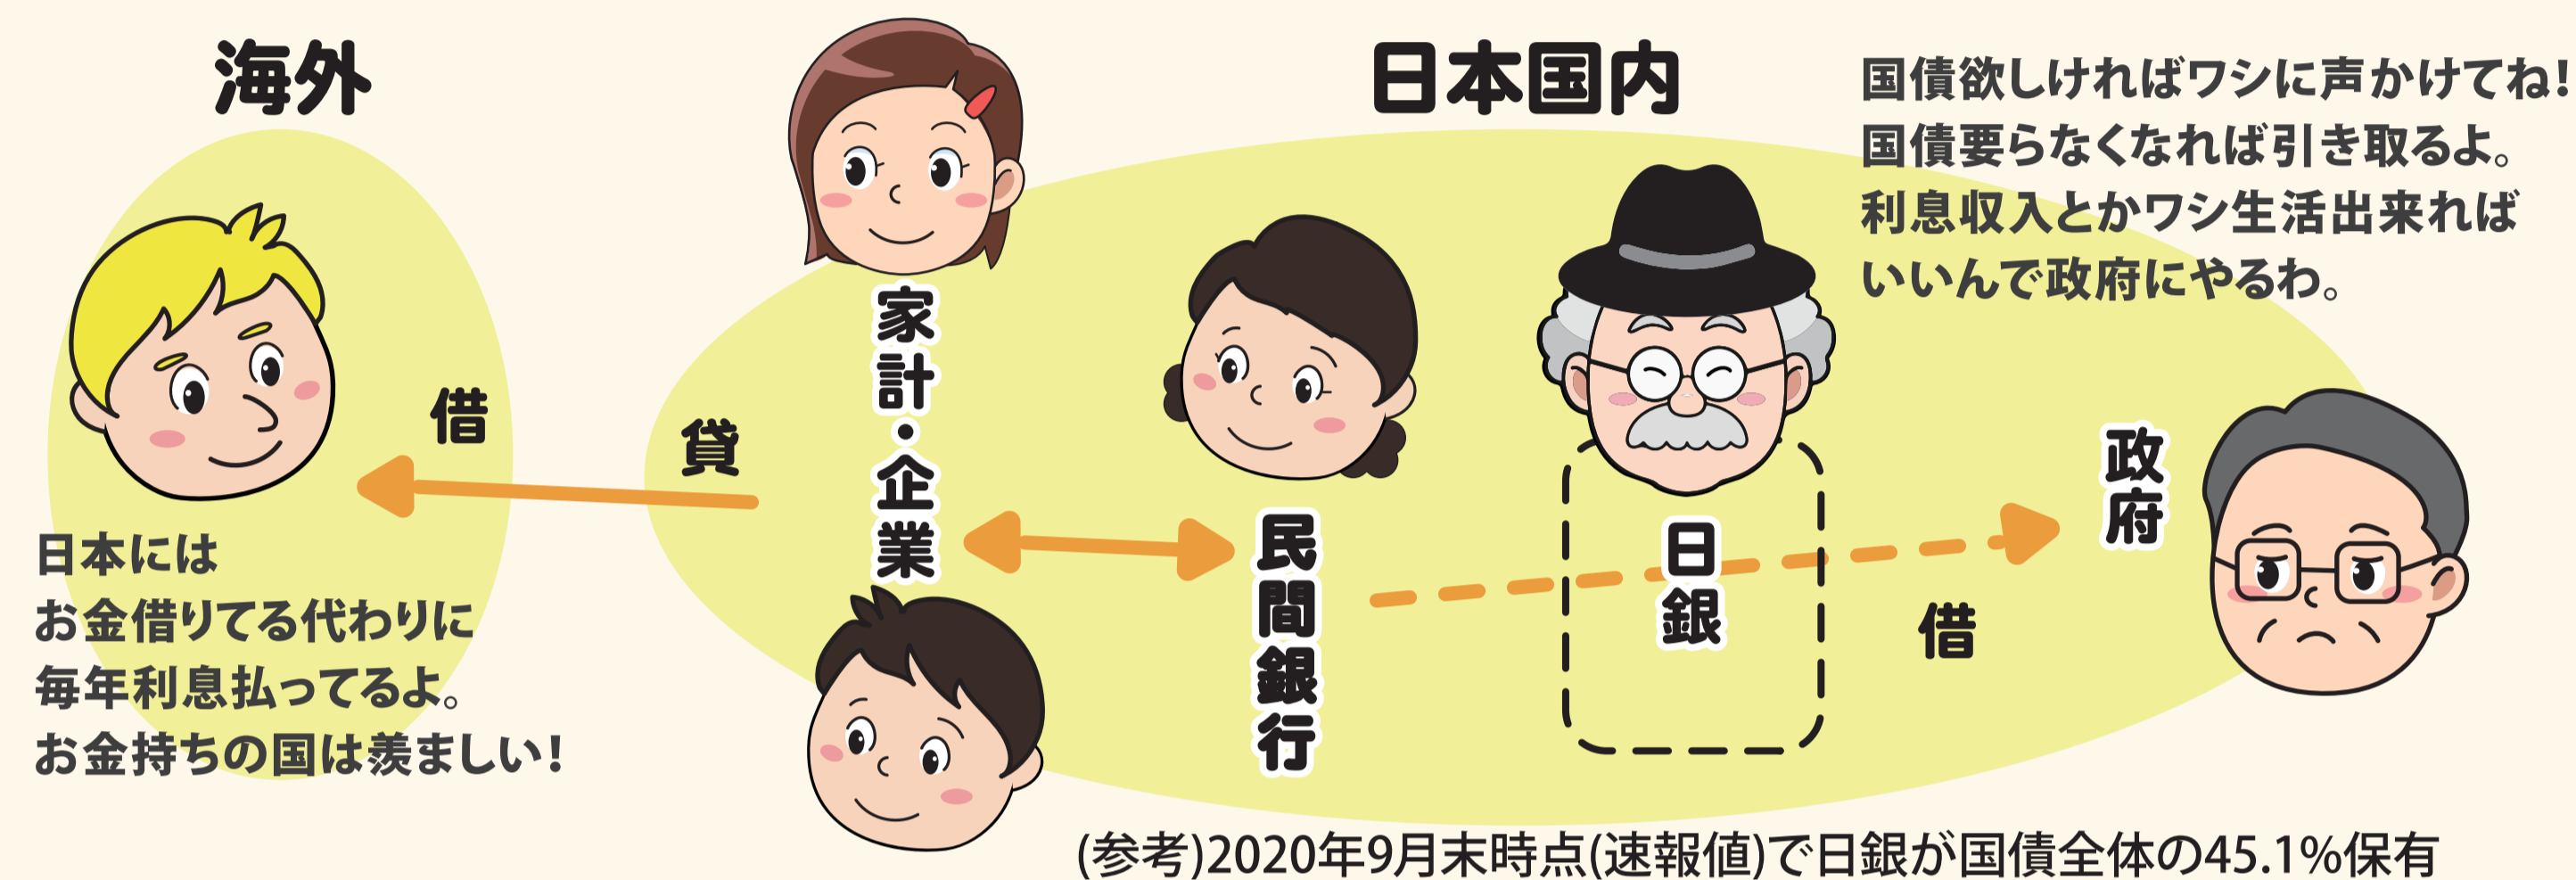 海外
日本国内
国債欲しければワシに声かけてね!
国債要らなくなれば引き取るよ。
利息収入とかワシ生活出来れば
いいんで政府にやるわ。
借
貸
家計・企業
民間銀行
日銀
借
政府
日本には
お金借りてる代わりに
毎年利息払ってるよ。
お金持ちの国は羨ましい!
(参考)2020年9月末時点(速報値)で日銀が国債全体の45.1%保有